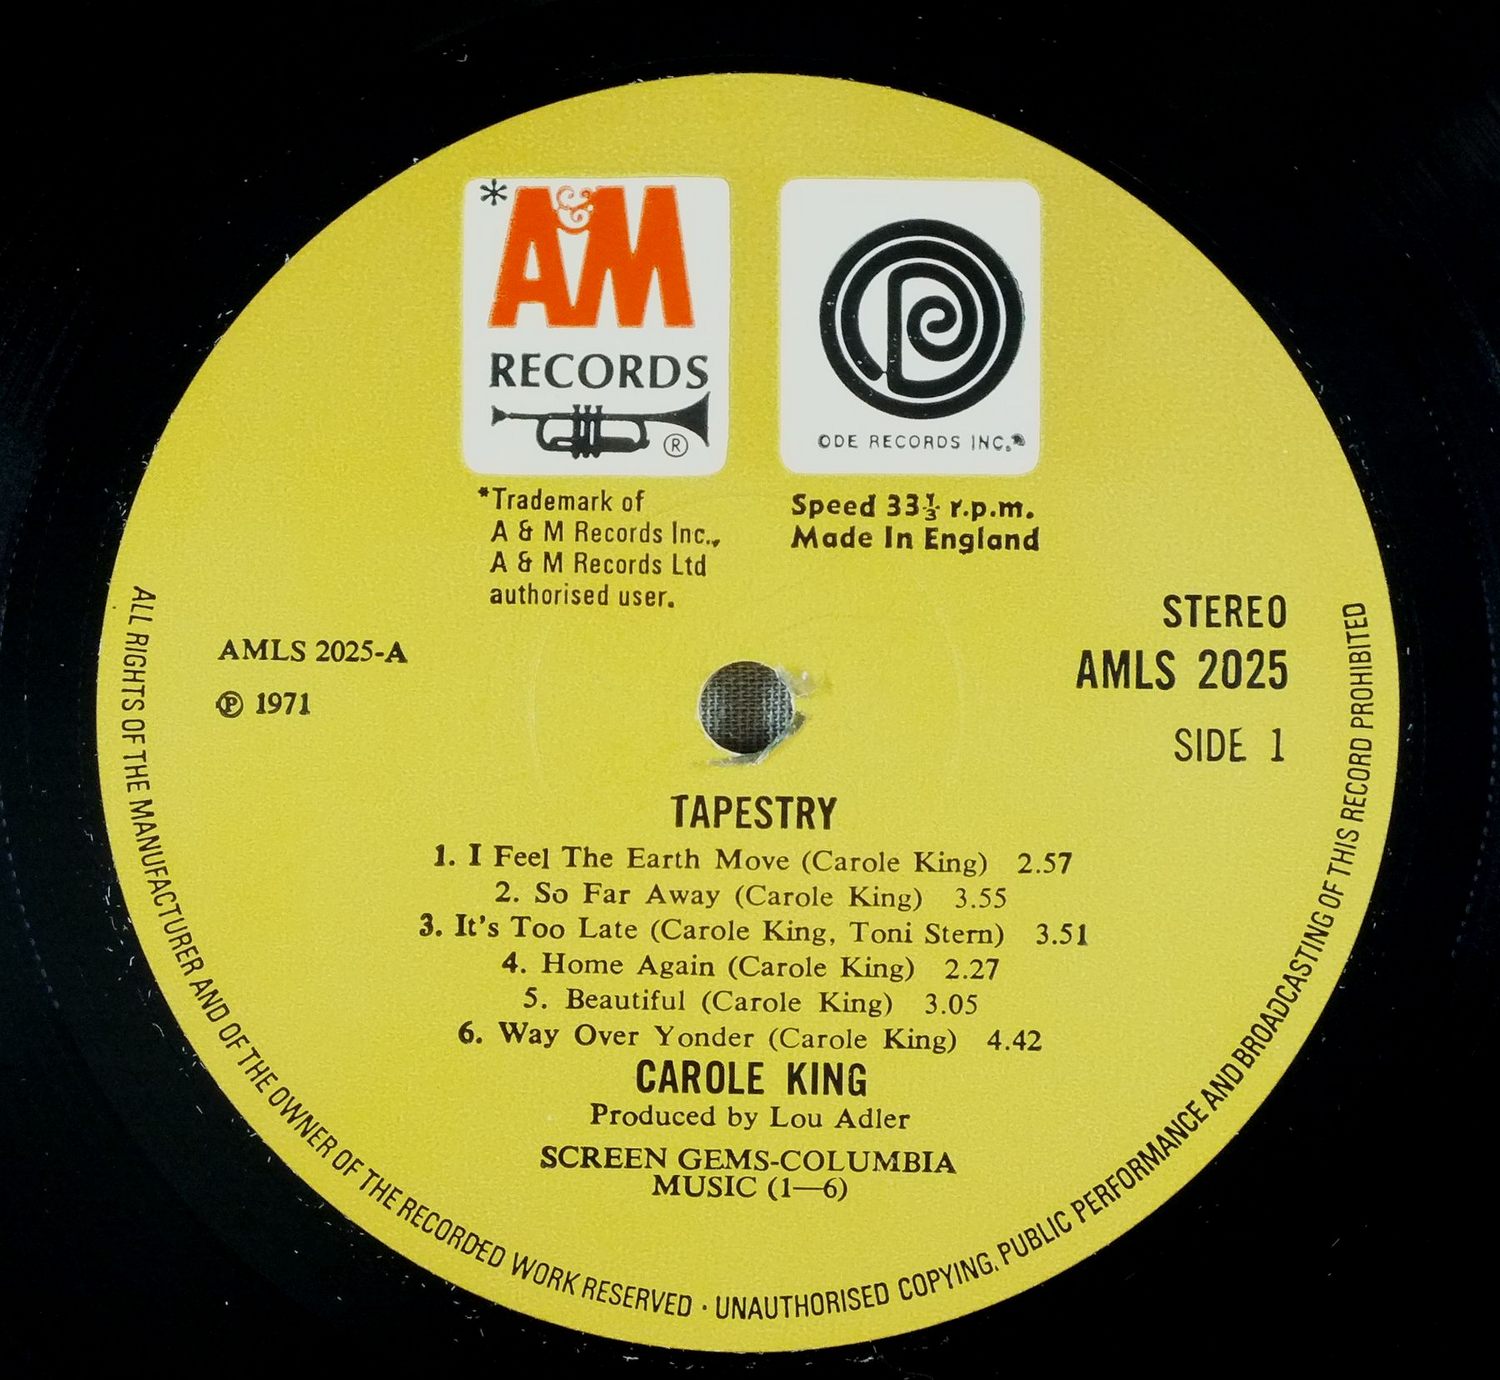 *A&M
RECORDS
®
ODE RECORDS INC.
*Trademark of
A & M Records Inc.,
A & M Records Ltd
authorised user.
Speed 33⅓ r.p.m.
Made In England
AMLS 2025-A
℗ 1971
STEREO
AMLS 2025
SIDE 1
TAPESTRY
1. I Feel The Earth Move (Carole King) 2.57
2. So Far Away (Carole King) 3.55
3. It's Too Late (Carole King, Toni Stern) 3.51
4. Home Again (Carole King) 2.27
5. Beautiful (Carole King) 3.05
6. Way Over Yonder (Carole King) 4.42
CAROLE KING
Produced by Lou Adler
SCREEN GEMS-COLUMBIA
MUSIC (1—6)
ALL RIGHTS OF THE MANUFACTURER AND OF THE OWNER OF THE RECORDED WORK RESERVED · UNAUTHORISED COPYING, PUBLIC PERFORMANCE AND BROADCASTING OF THIS RECORD PROHIBITED